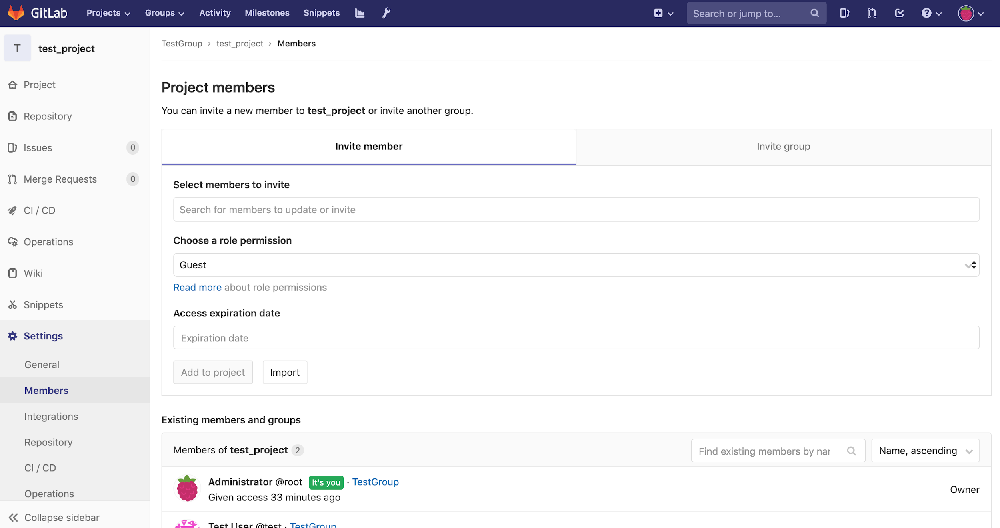 GitLab Projects Groups Activity Milestones Snippets Search or jump to...
T test_project
Project
Repository
Issues 0
Merge Requests 0
CI / CD
Operations
Wiki
Snippets
Settings
General
Members
Integrations
Repository
CI / CD
Operations
Collapse sidebar
TestGroup > test_project > Members
Project members
You can invite a new member to test_project or invite another group.
Invite member Invite group
Select members to invite
Search for members to update or invite
Choose a role permission
Guest
Read more about role permissions
Access expiration date
Expiration date
Add to project Import
Existing members and groups
Members of test_project 2 Find existing members by nar Name, ascending
Administrator @root It's you · TestGroup
Given access 33 minutes ago
Owner
Test User @test · TestGroup